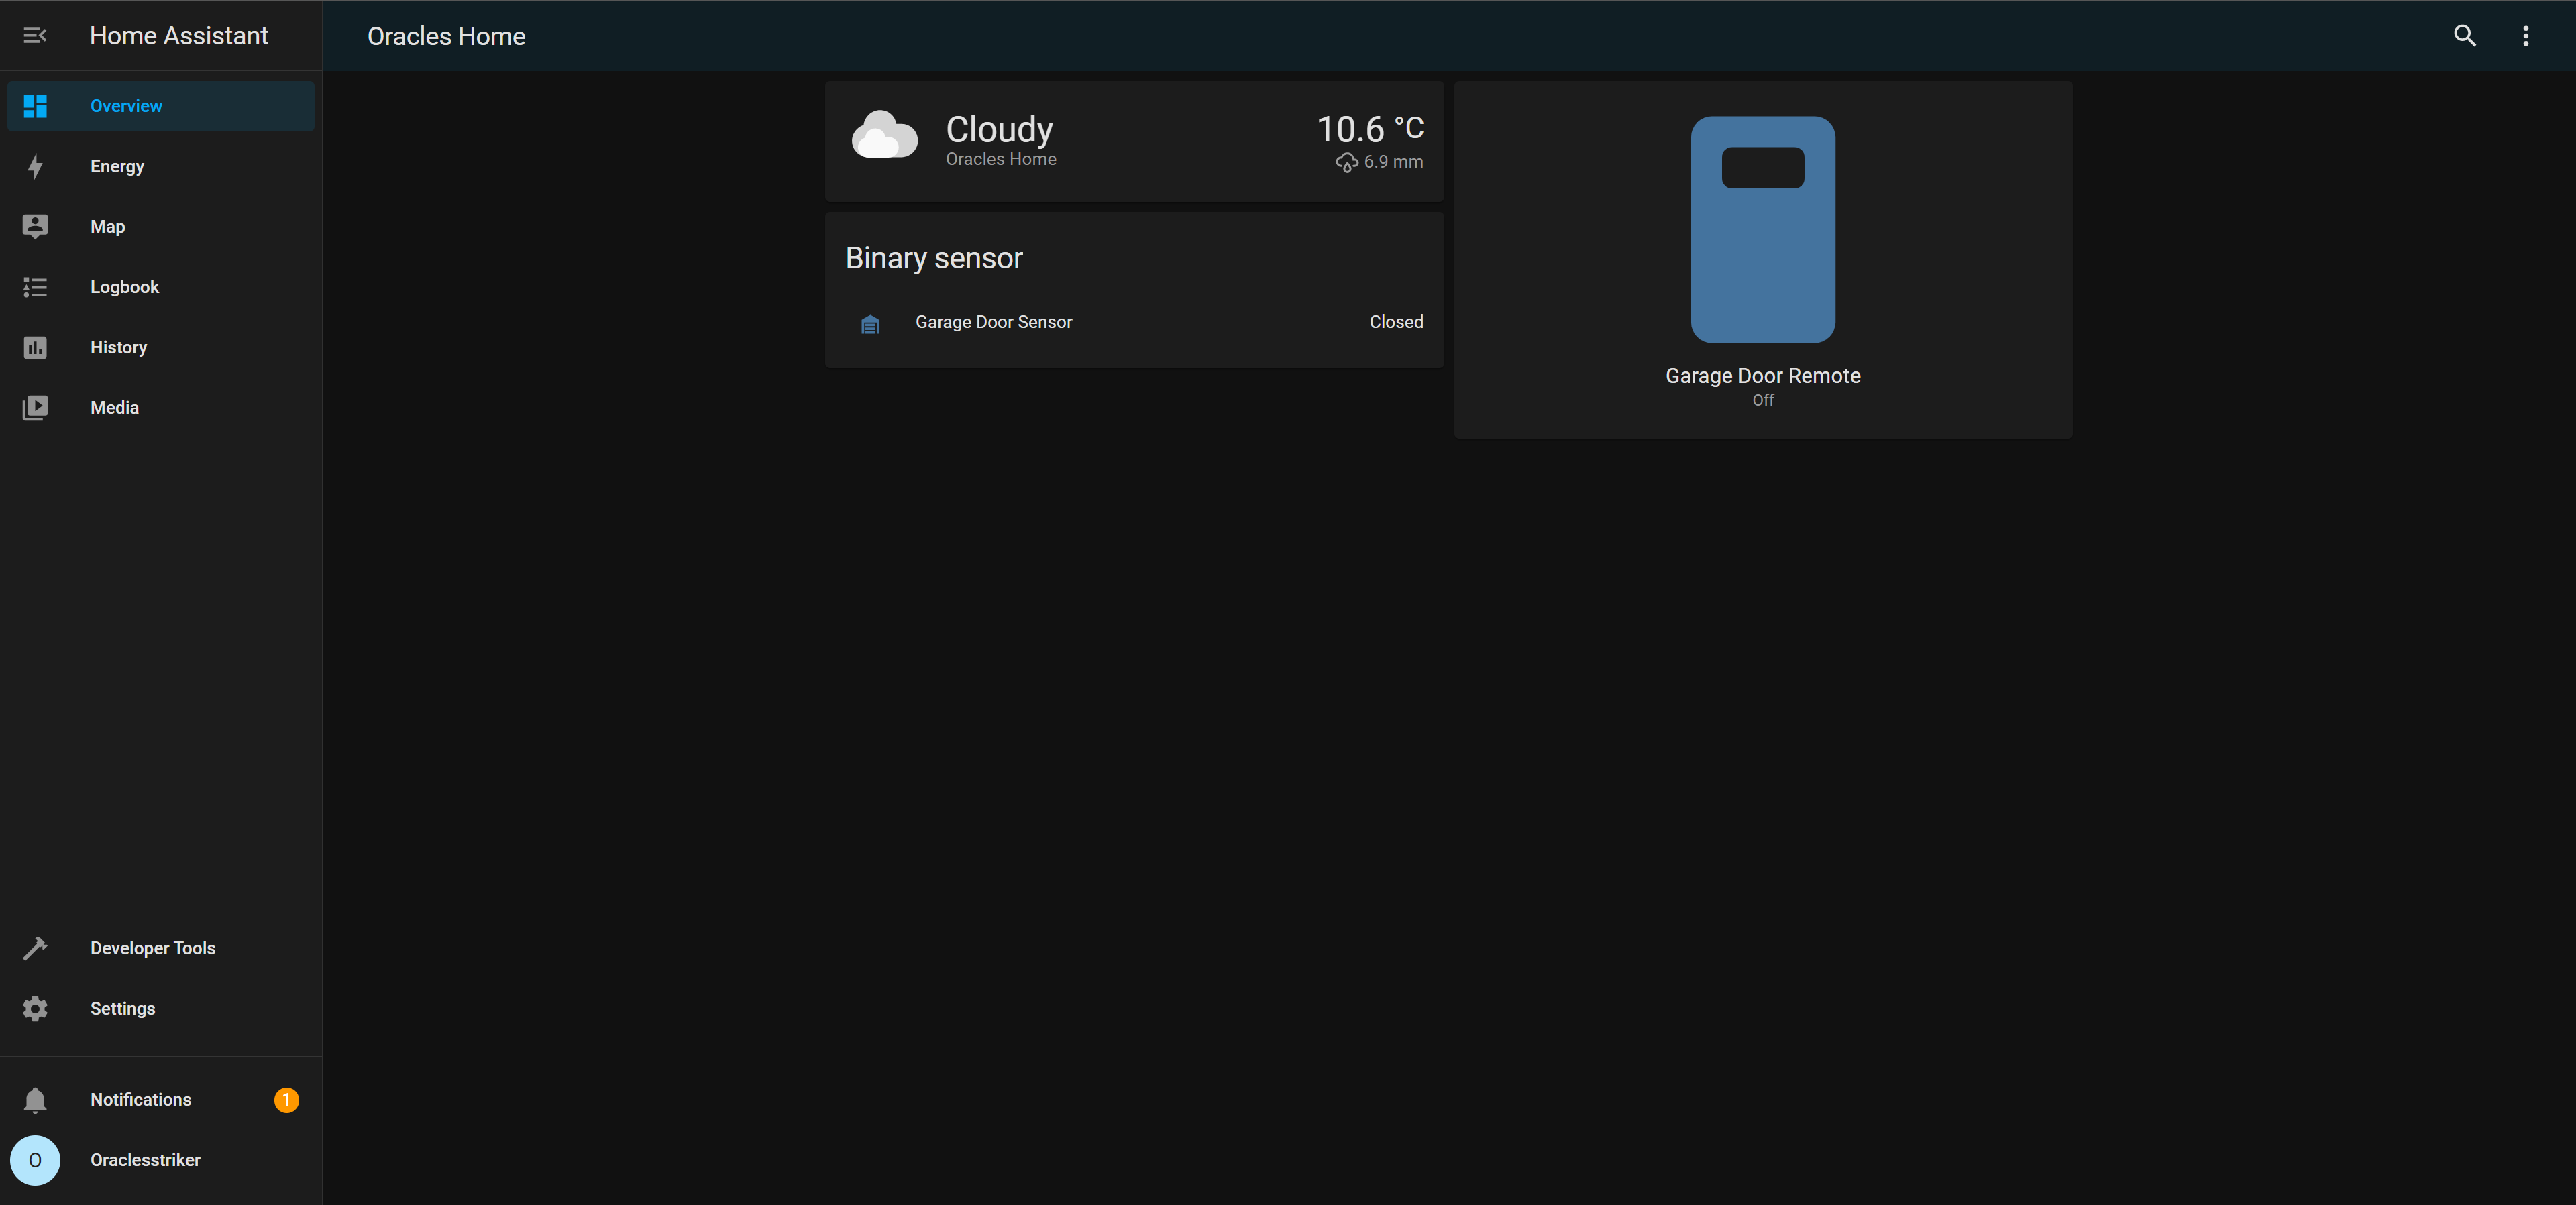 Home Assistant
Oracles Home
Overview
Energy
Map
Logbook
History
Media
Developer Tools
Settings
Notifications 1
O Oraclesstriker
Cloudy 10.6 °C
Oracles Home 6.9 mm
Binary sensor
Garage Door Sensor Closed
Garage Door Remote
Off